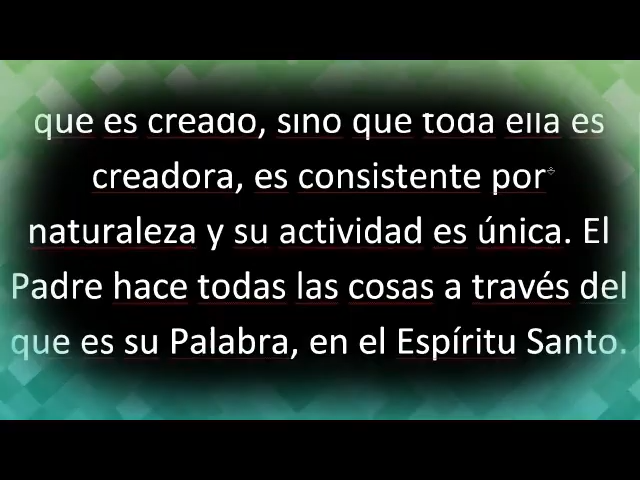 que es creado, sino que toda ella es
creadora, es consistente por
naturaleza y su actividad es única. El
Padre hace todas las cosas a través del
que es su Palabra, en el Espíritu Santo.